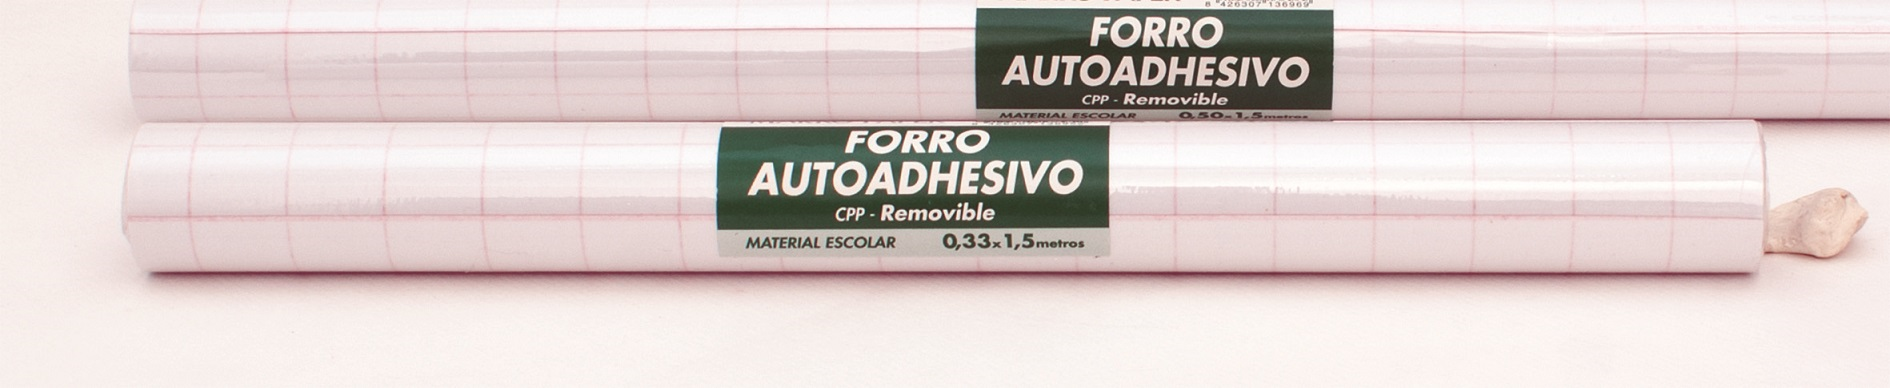 8 426307 136969
FORRO
AUTOADHESIVO
CPP - Removible
MATERIAL ESCOLAR 0,50x1,5metros
FORRO
AUTOADHESIVO
CPP - Removible
MATERIAL ESCOLAR 0,33x1,5metros